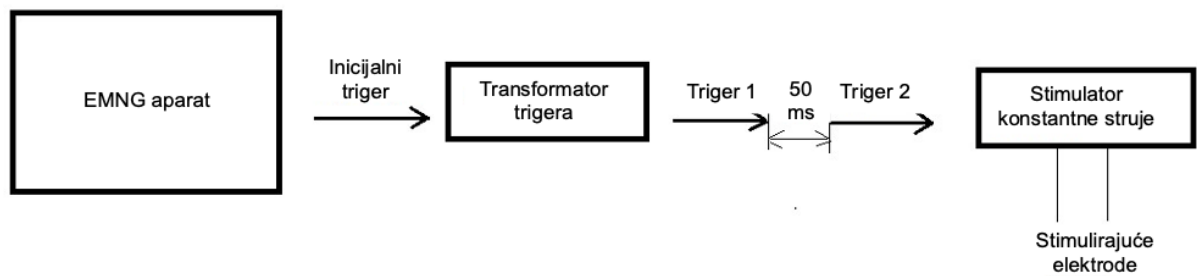 EMNG aparat
Inicijalni
triger
Transformator
trigera
Triger 1
50
ms
Triger 2
Stimulator
konstantne struje
Stimulirajuće
elektrode